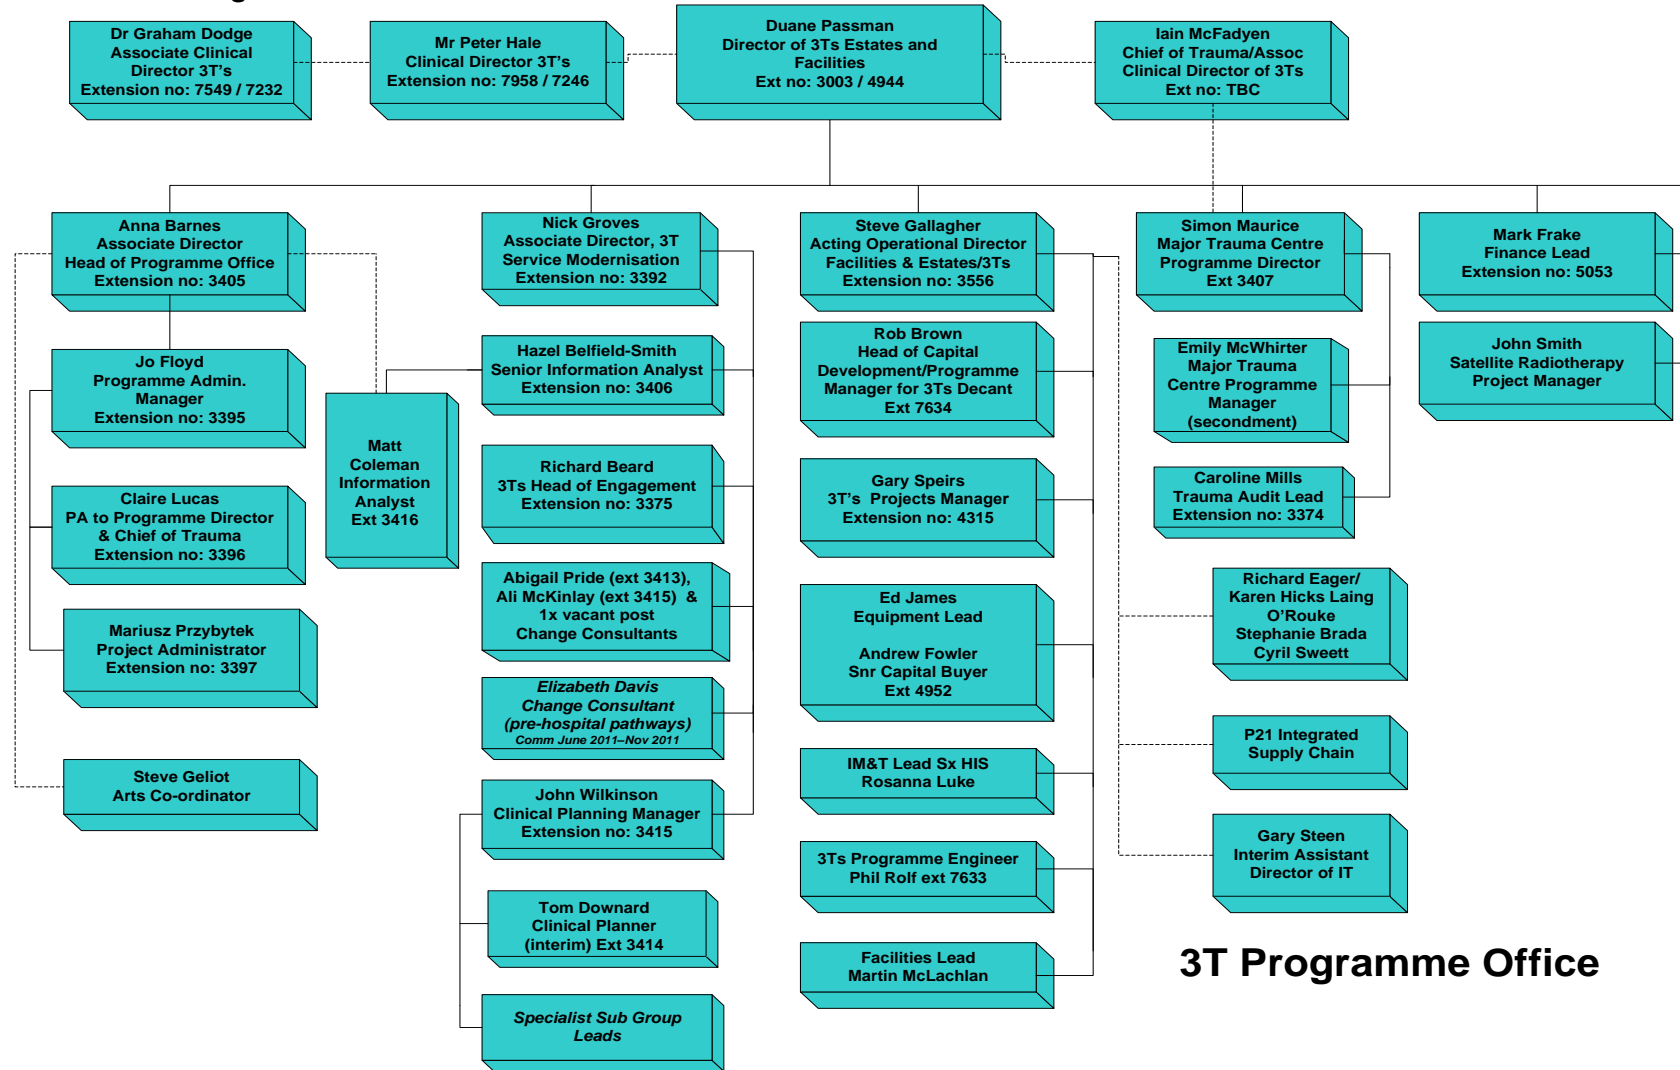 Dr Graham Dodge
Associate Clinical
Director 3T's
Extension no: 7549 / 7232
Mr Peter Hale
Clinical Director 3T's
Extension no: 7958 / 7246
Duane Passman
Director of 3Ts Estates and
Facilities
Ext no: 3003 / 4944
Iain McFadyen
Chief of Trauma/Assoc
Clinical Director of 3Ts
Ext no: TBC
Anna Barnes
Associate Director
Head of Programme Office
Extension no: 3405
Nick Groves
Associate Director, 3T
Service Modernisation
Extension no: 3392
Steve Gallagher
Acting Operational Director
Facilities & Estates/3Ts
Extension no: 3556
Simon Maurice
Major Trauma Centre
Programme Director
Ext 3407
Mark Frake
Finance Lead
Extension no: 5053
Jo Floyd
Programme Admin.
Manager
Extension no: 3395
Claire Lucas
PA to Programme Director
& Chief of Trauma
Extension no: 3396
Mariusz Przybytek
Project Administrator
Extension no: 3397
Steve Geliot
Arts Co-ordinator
Matt
Coleman
Information
Analyst
Ext 3416
Hazel Belfield-Smith
Senior Information Analyst
Extension no: 3406
Richard Beard
3Ts Head of Engagement
Extension no: 3375
Abigail Pride (ext 3413),
Ali McKinlay (ext 3415) &
1x vacant post
Change Consultants
Elizabeth Davis
Change Consultant
(pre-hospital pathways)
Comm June 2011–Nov 2011
John Wilkinson
Clinical Planning Manager
Extension no: 3415
Tom Downard
Clinical Planner
(interim) Ext 3414
Specialist Sub Group
Leads
Rob Brown
Head of Capital
Development/Programme
Manager for 3Ts Decant
Ext 7634
Gary Speirs
3T's Projects Manager
Extension no: 4315
Ed James
Equipment Lead
Andrew Fowler
Snr Capital Buyer
Ext 4952
IM&T Lead Sx HIS
Rosanna Luke
3Ts Programme Engineer
Phil Rolf ext 7633
Facilities Lead
Martin McLachlan
Emily McWhirter
Major Trauma
Centre Programme
Manager
(secondment)
Caroline Mills
Trauma Audit Lead
Extension no: 3374
Richard Eager/
Karen Hicks Laing
O'Rouke
Stephanie Brada
Cyril Sweett
P21 Integrated
Supply Chain
Gary Steen
Interim Assistant
Director of IT
John Smith
Satellite Radiotherapy
Project Manager
3T Programme Office